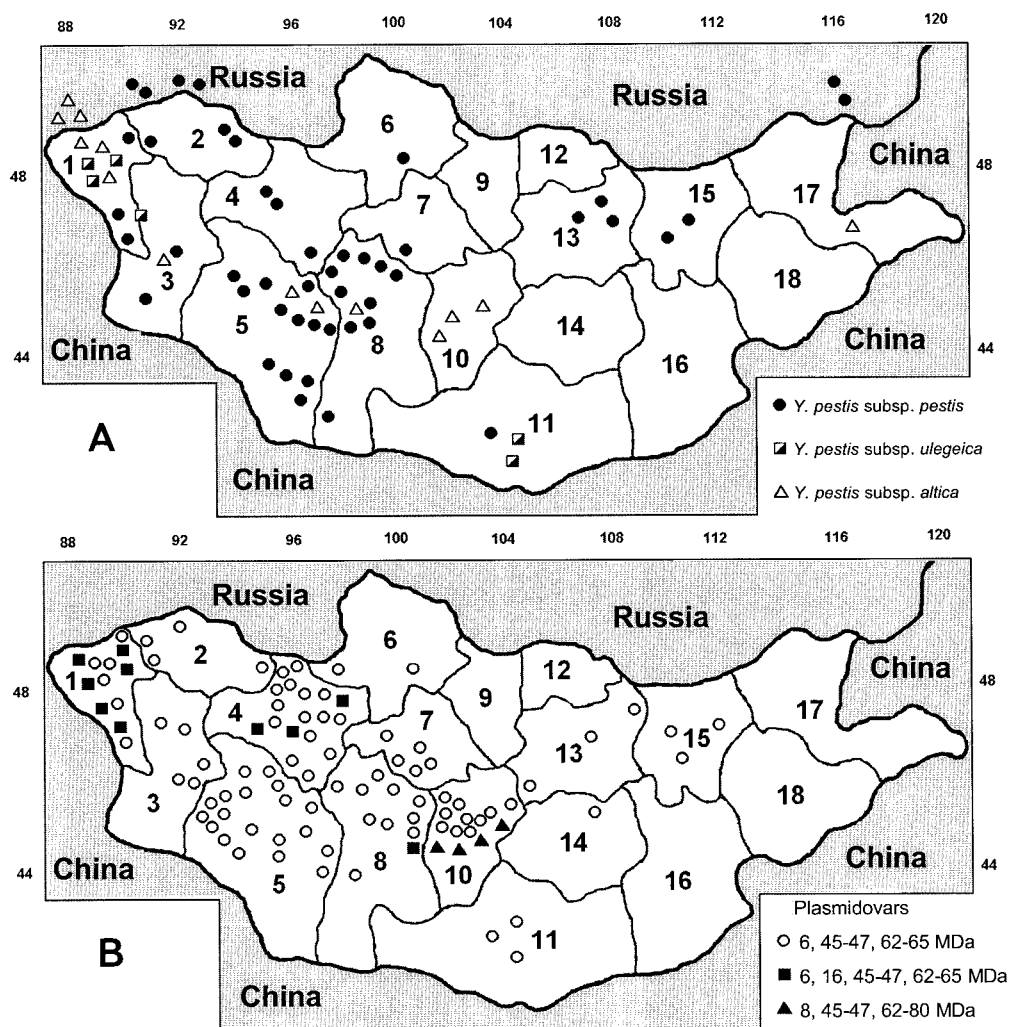 88 92 96 100 104 108 112 116 120
Russia
Russia
China
48
48
1
2
6
12
9
4
7
15
17
13
3
5
18
14
8
10
16
44
44
China
China
11
A
China
Y. pestis subsp. pestis
Y. pestis subsp. ulegeica
Y. pestis subsp. altica
88 92 96 100 104 108 112 116 120
Russia
Russia
China
48
48
1
2
6
12
9
4
7
15
17
13
3
18
14
5
8
10
16
44
44
China
China
11
B
China
Plasmidovars
6, 45-47, 62-65 MDa
6, 16, 45-47, 62-65 MDa
8, 45-47, 62-80 MDa